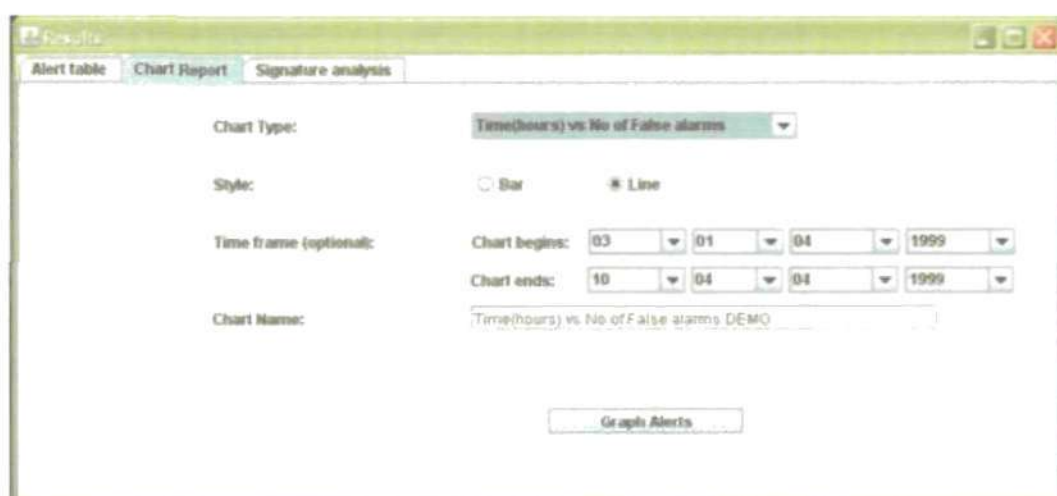 Results
Alert table Chart Report Signature analysis
Chart Type: Time(hours) vs No of False alarms
Style: Bar Line
Time frame (optional): Chart begins: 03 01 04 1999
Chart ends: 10 04 04 1999
Chart Name: Time(hours) vs No of False alarms DEMO
Graph Alerts